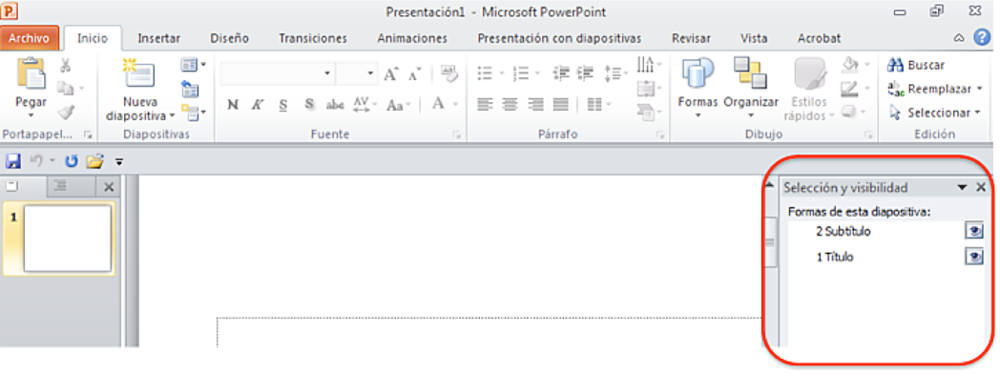 Presentación1 - Microsoft PowerPoint
Archivo Inicio Insertar Diseño Transiciones Animaciones Presentación con diapositivas Revisar Vista Acrobat
Pegar
Nueva
diapositiva
N K S S abe AV Aa A
A A
Formas Organizar Estilos
rápidos
Buscar
Reemplazar
Seleccionar
Portapapel... Diapositivas Fuente Párrafo Dibujo Edición
Selección y visibilidad
Formas de esta diapositiva:
2 Subtítulo
1 Título
1